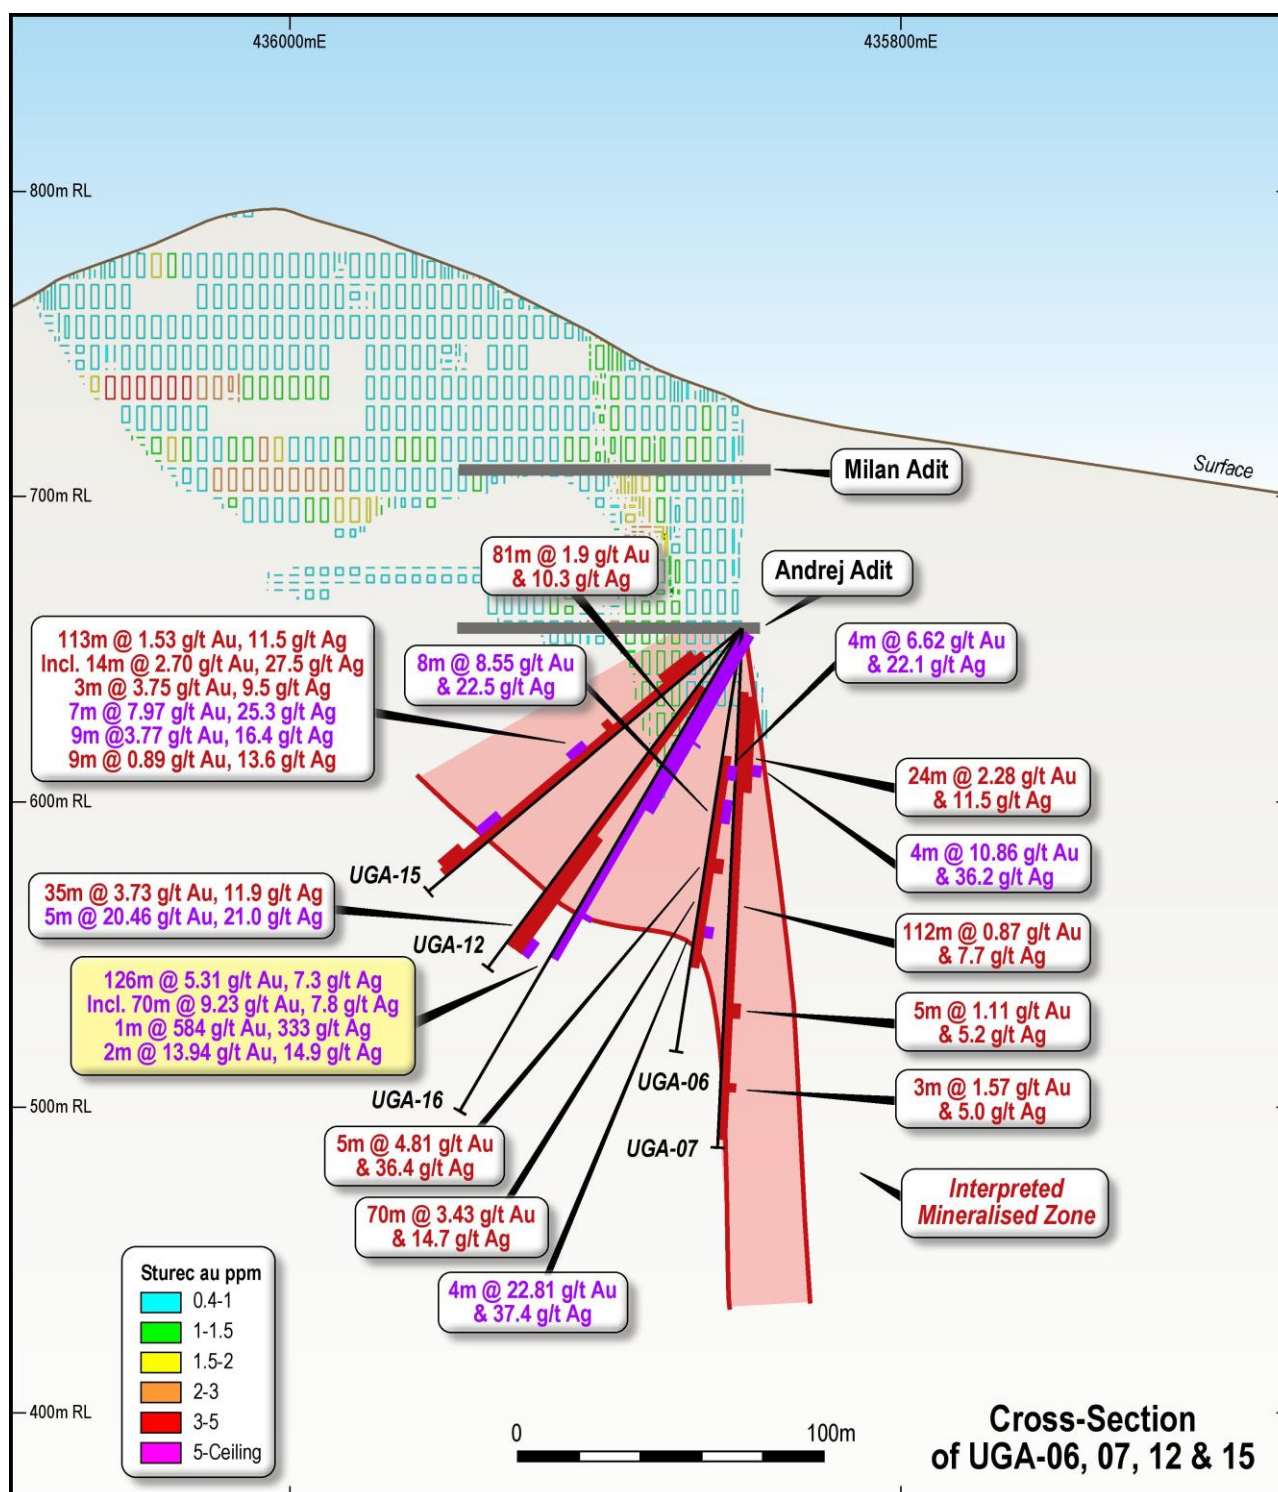 436000mE
435800mE
800m RL
Surface
Milan Adit
700m RL
81m @ 1.9 g/t Au
& 10.3 g/t Ag
Andrej Adit
113m @ 1.53 g/t Au, 11.5 g/t Ag
Incl. 14m @ 2.70 g/t Au, 27.5 g/t Ag
3m @ 3.75 g/t Au, 9.5 g/t Ag
7m @ 7.97 g/t Au, 25.3 g/t Ag
9m @3.77 g/t Au, 16.4 g/t Ag
9m @ 0.89 g/t Au, 13.6 g/t Ag
8m @ 8.55 g/t Au
& 22.5 g/t Ag
4m @ 6.62 g/t Au
& 22.1 g/t Ag
24m @ 2.28 g/t Au
& 11.5 g/t Ag
600m RL
4m @ 10.86 g/t Au
& 36.2 g/t Ag
UGA-15
35m @ 3.73 g/t Au, 11.9 g/t Ag
5m @ 20.46 g/t Au, 21.0 g/t Ag
UGA-12
112m @ 0.87 g/t Au
& 7.7 g/t Ag
126m @ 5.31 g/t Au, 7.3 g/t Ag
Incl. 70m @ 9.23 g/t Au, 7.8 g/t Ag
1m @ 584 g/t Au, 333 g/t Ag
2m @ 13.94 g/t Au, 14.9 g/t Ag
5m @ 1.11 g/t Au
& 5.2 g/t Ag
UGA-06
3m @ 1.57 g/t Au
& 5.0 g/t Ag
UGA-16
500m RL
UGA-07
5m @ 4.81 g/t Au
& 36.4 g/t Ag
Interpreted
Mineralised Zone
70m @ 3.43 g/t Au
& 14.7 g/t Ag
4m @ 22.81 g/t Au
& 37.4 g/t Ag
Sturec au ppm
0.4-1
1-1.5
1.5-2
2-3
3-5
5-Ceiling
400m RL
0
100m
Cross-Section
of UGA-06, 07, 12 & 15